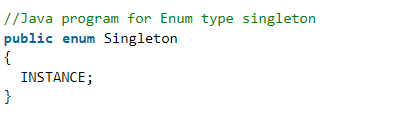 //Java program for Enum type singleton
public enum Singleton
{
  INSTANCE;
}